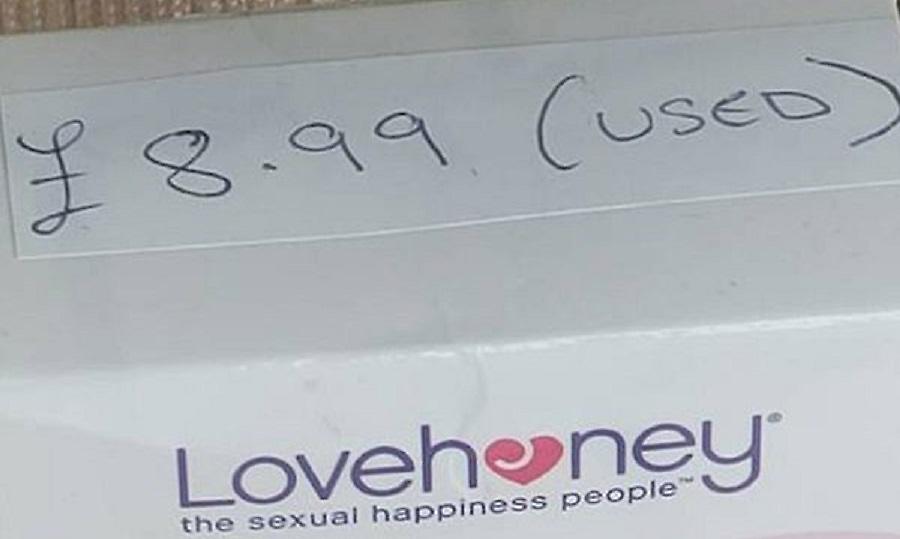 £8.99 (USED)
Lovehoney®
the sexual happiness people™